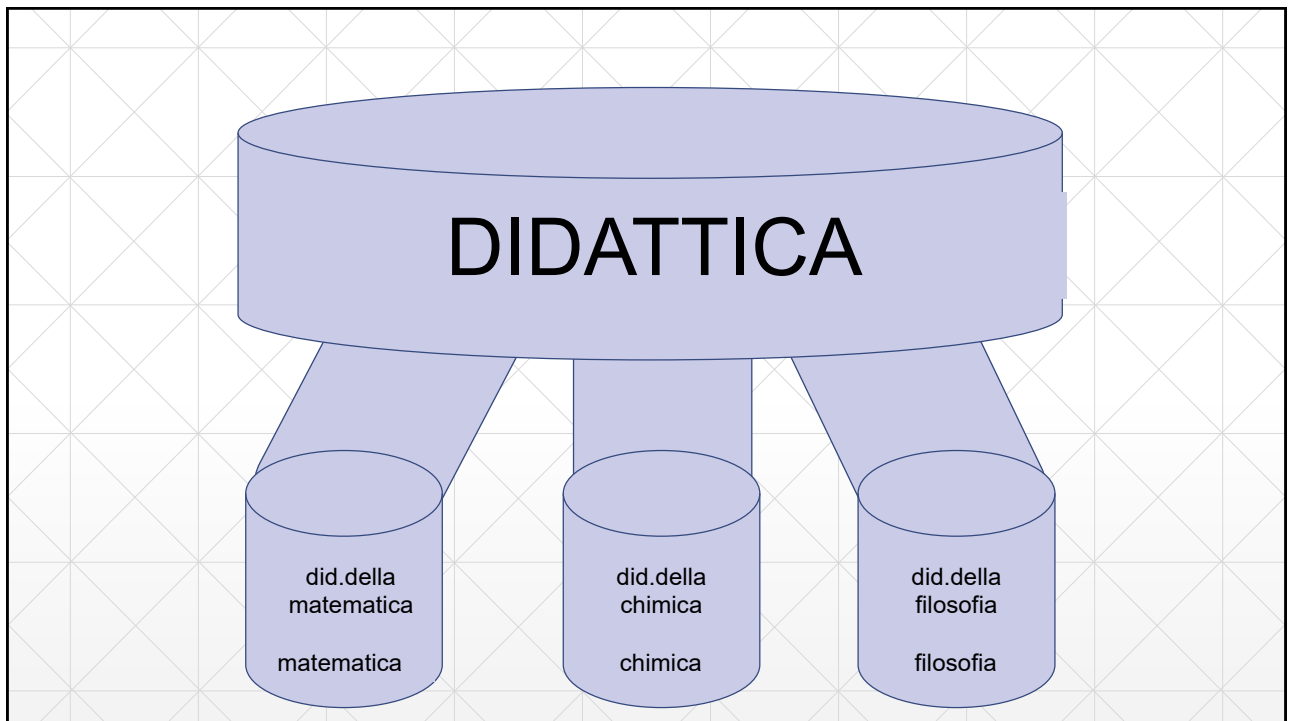 DIDATTICA
did.della
matematica
matematica
did.della
chimica
chimica
did.della
filosofia
filosofia